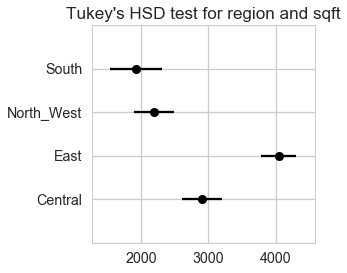 Tukey's HSD test for region and sqft
South
North_West
East
Central
2000 3000 4000